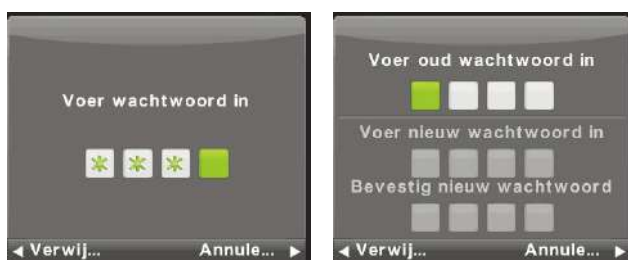 Voer wachtwoord in
◀ Verwij... Annule... ▶
Voer oud wachtwoord in
Voer nieuw wachtwoord in
Bevestig nieuw wachtwoord
◀ Verwij... Annule... ▶